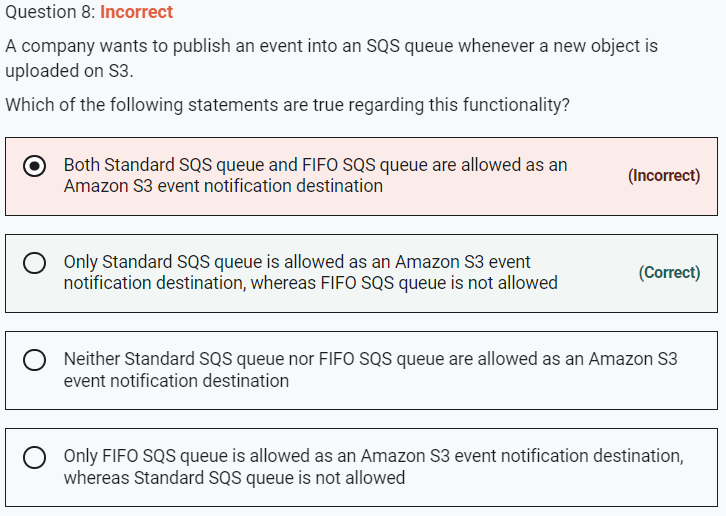 Question 8: Incorrect
A company wants to publish an event into an SQS queue whenever a new object is
uploaded on S3.
Which of the following statements are true regarding this functionality?
Both Standard SQS queue and FIFO SQS queue are allowed as an
Amazon S3 event notification destination
(Incorrect)
Only Standard SQS queue is allowed as an Amazon S3 event
notification destination, whereas FIFO SQS queue is not allowed
(Correct)
Neither Standard SQS queue nor FIFO SQS queue are allowed as an Amazon S3
event notification destination
Only FIFO SQS queue is allowed as an Amazon S3 event notification destination,
whereas Standard SQS queue is not allowed